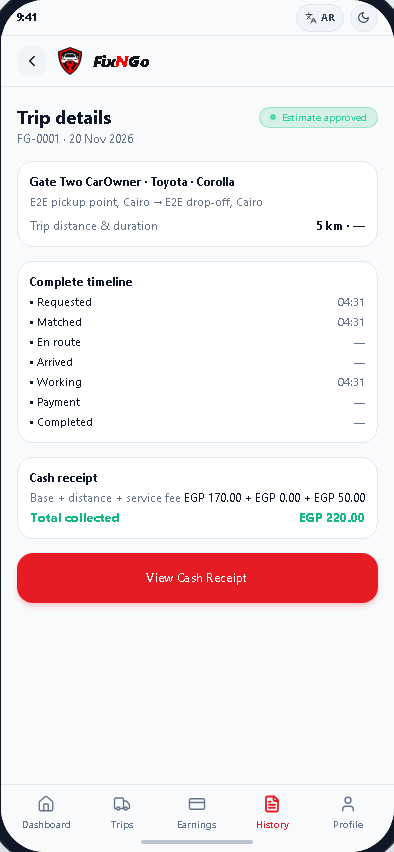 9:41
AR
FixNGo
Trip details
Estimate approved
FG-0001 · 20 Nov 2026
Gate Two CarOwner · Toyota · Corolla
E2E pickup point, Cairo → E2E drop-off, Cairo
Trip distance & duration 5 km · —
Complete timeline
• Requested 04:31
• Matched 04:31
• En route —
• Arrived —
• Working 04:31
• Payment —
• Completed —
Cash receipt
Base + distance + service fee EGP 170.00 + EGP 0.00 + EGP 50.00
Total collected EGP 220.00
View Cash Receipt
Dashboard Trips Earnings History Profile